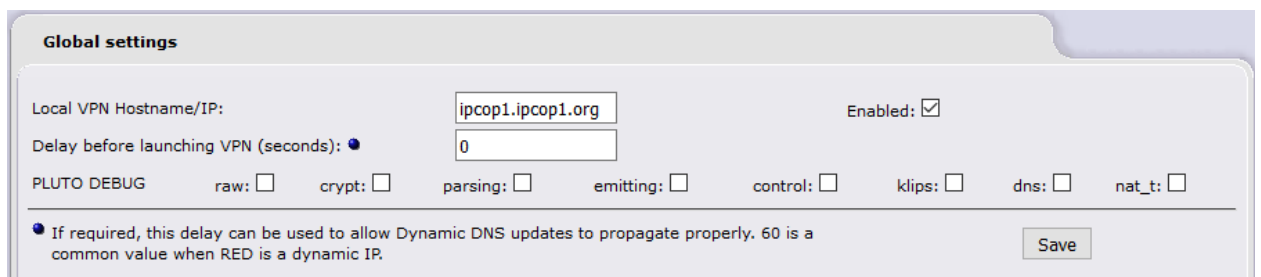 Global settings
Local VPN Hostname/IP: ipcop1.ipcop1.org Enabled:
Delay before launching VPN (seconds): 0
PLUTO DEBUG raw: crypt: parsing: emitting: control: klips: dns: nat_t:
If required, this delay can be used to allow Dynamic DNS updates to propagate properly. 60 is a
common value when RED is a dynamic IP.
Save